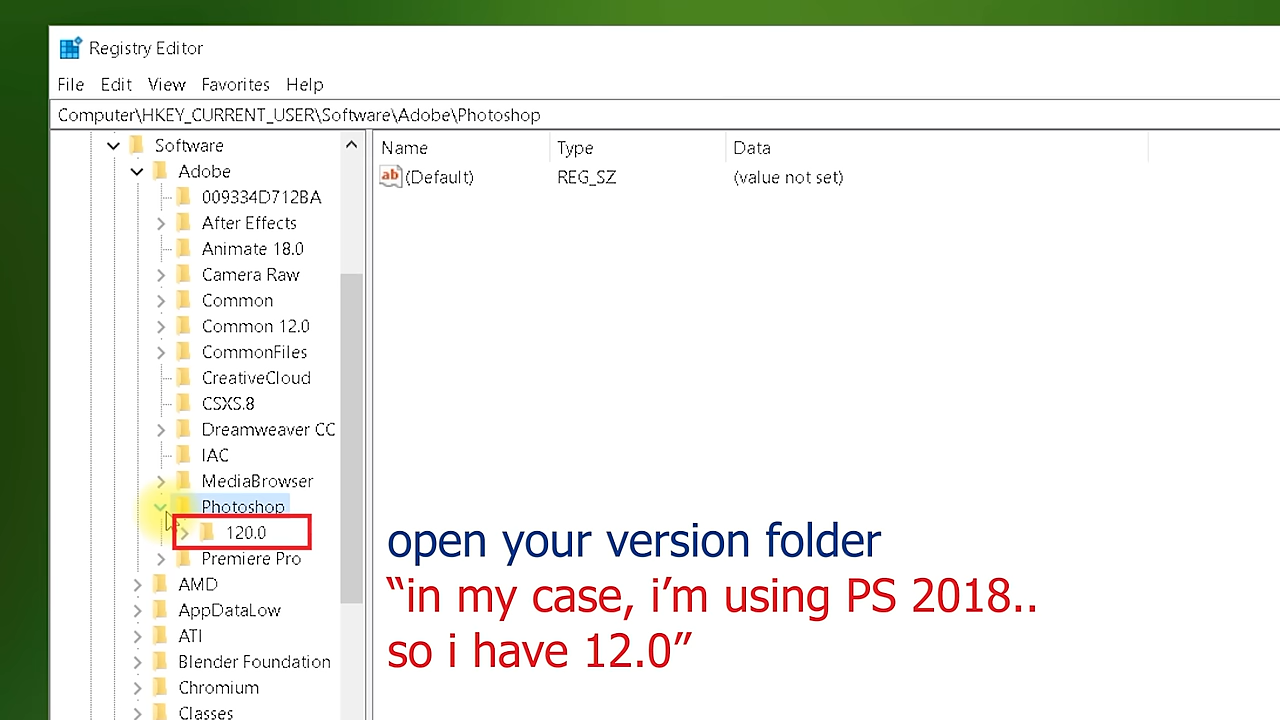 Registry Editor
File Edit View Favorites Help
Computer\HKEY_CURRENT_USER\Software\Adobe\Photoshop
Software
Adobe
009334D712BA
After Effects
Animate 18.0
Camera Raw
Common
Common 12.0
CommonFiles
CreativeCloud
CSXS.8
Dreamweaver CC
IAC
MediaBrowser
Photoshop
120.0
Premiere Pro
AMD
AppDataLow
ATI
Blender Foundation
Chromium
Classes
Name Type Data
ab (Default) REG_SZ (value not set)
open your version folder
“in my case, i’m using PS 2018..
so i have 12.0”